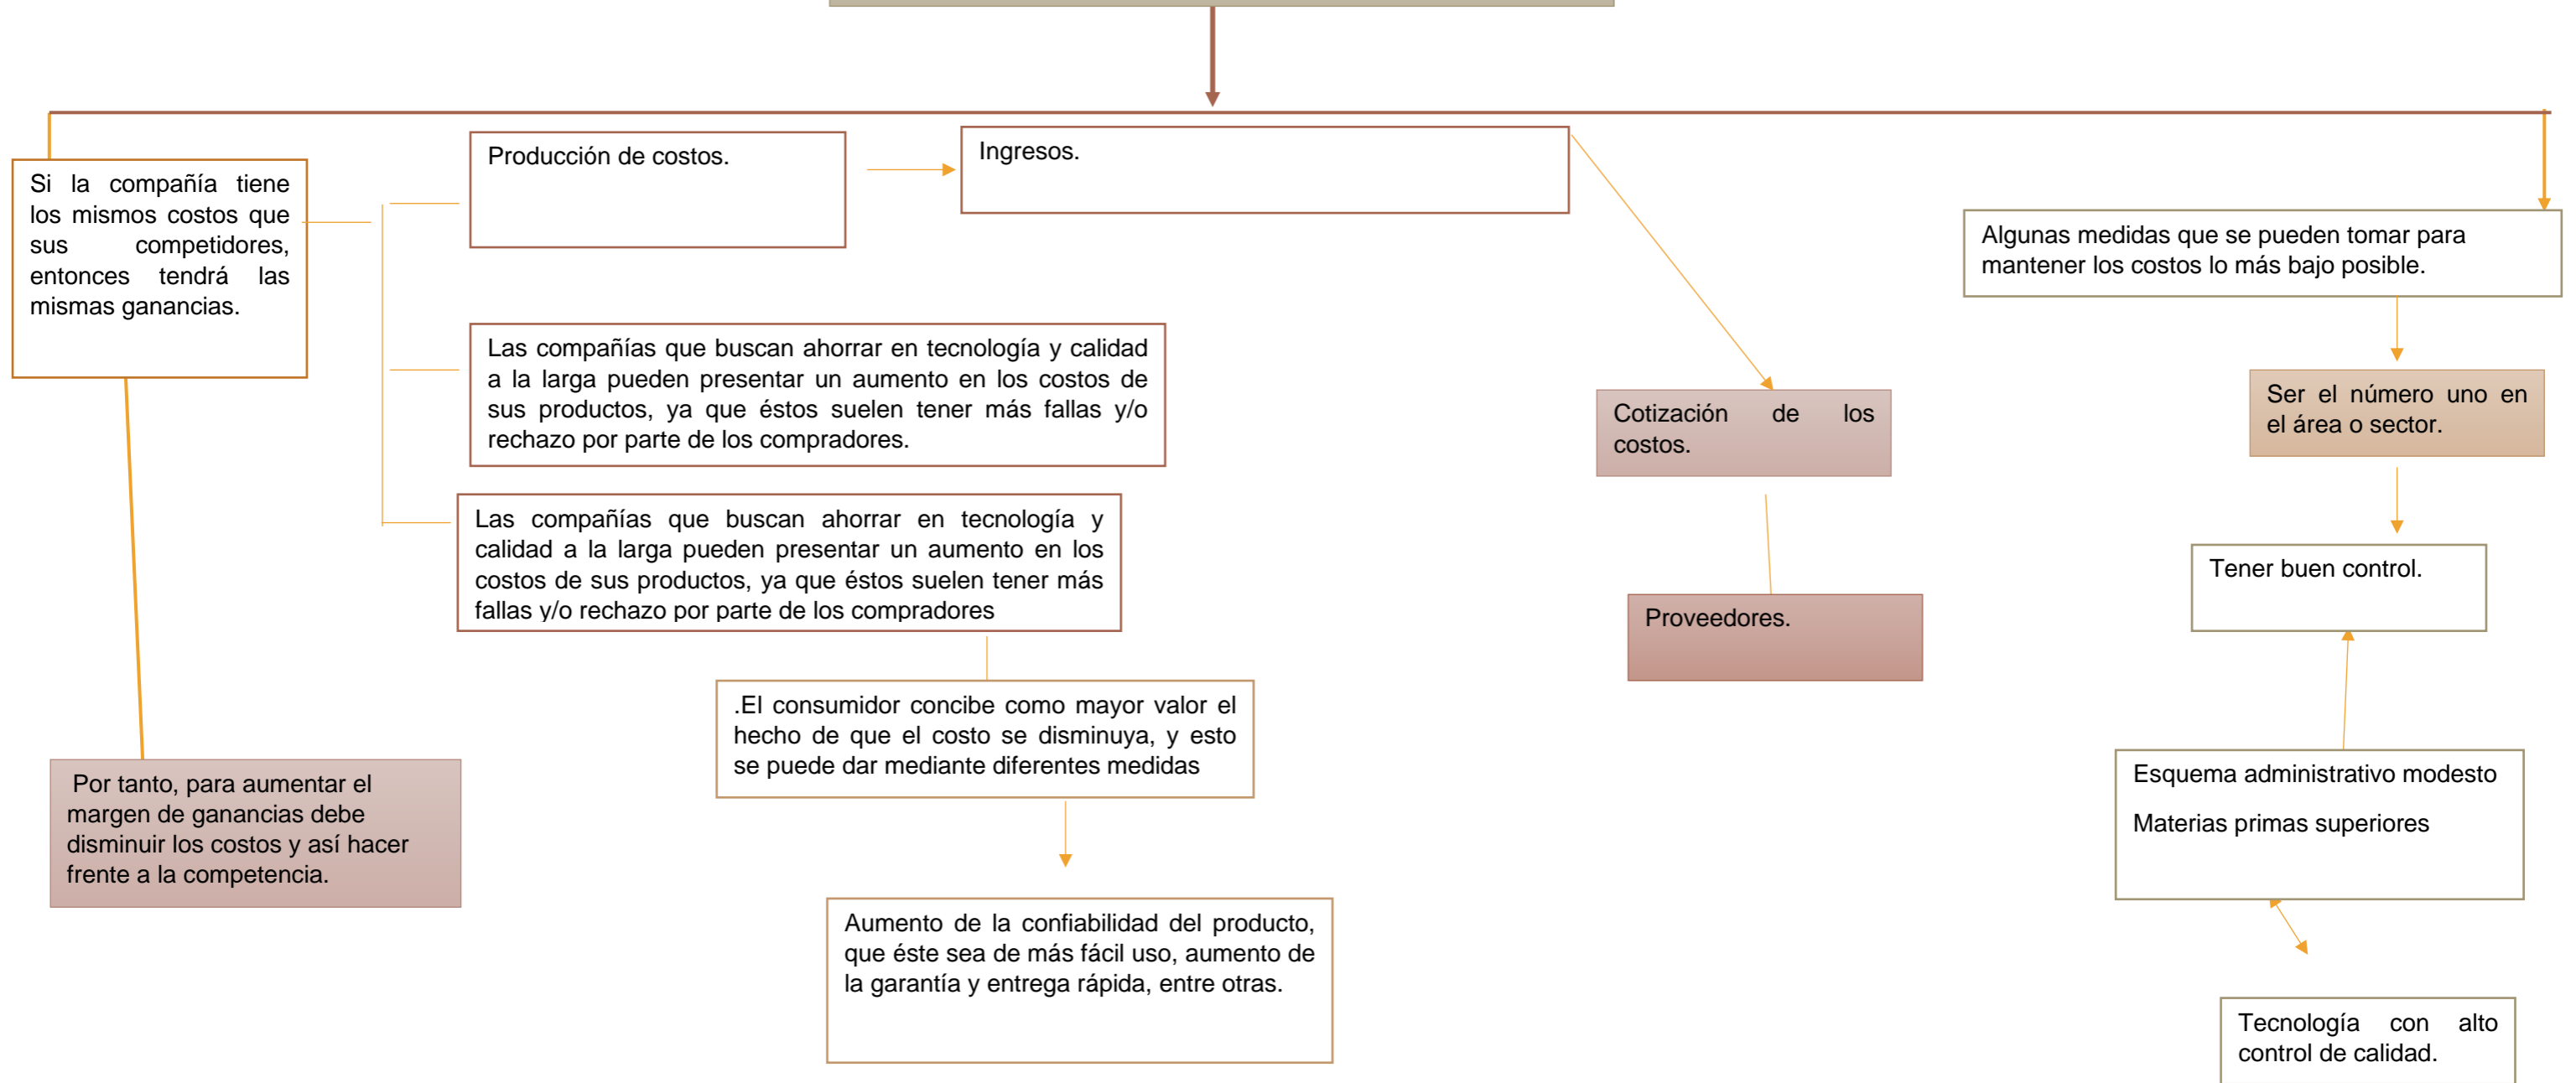 Si la compañía tiene
los mismos costos que
sus competidores,
entonces tendrá las
mismas ganancias.
Producción de costos.
Ingresos.
Algunas medidas que se pueden tomar para
mantener los costos lo más bajo posible.
Las compañías que buscan ahorrar en tecnología y calidad
a la larga pueden presentar un aumento en los costos de
sus productos, ya que éstos suelen tener más fallas y/o
rechazo por parte de los compradores.
Cotización de los
costos.
Ser el número uno en
el área o sector.
Las compañías que buscan ahorrar en tecnología y
calidad a la larga pueden presentar un aumento en los
costos de sus productos, ya que éstos suelen tener más
fallas y/o rechazo por parte de los compradores
Tener buen control.
Proveedores.
.El consumidor concibe como mayor valor el
hecho de que el costo se disminuya, y esto
se puede dar mediante diferentes medidas
Por tanto, para aumentar el
margen de ganancias debe
disminuir los costos y así hacer
frente a la competencia.
Esquema administrativo modesto
Materias primas superiores
Aumento de la confiabilidad del producto,
que éste sea de más fácil uso, aumento de
la garantía y entrega rápida, entre otras.
Tecnología con alto
control de calidad.